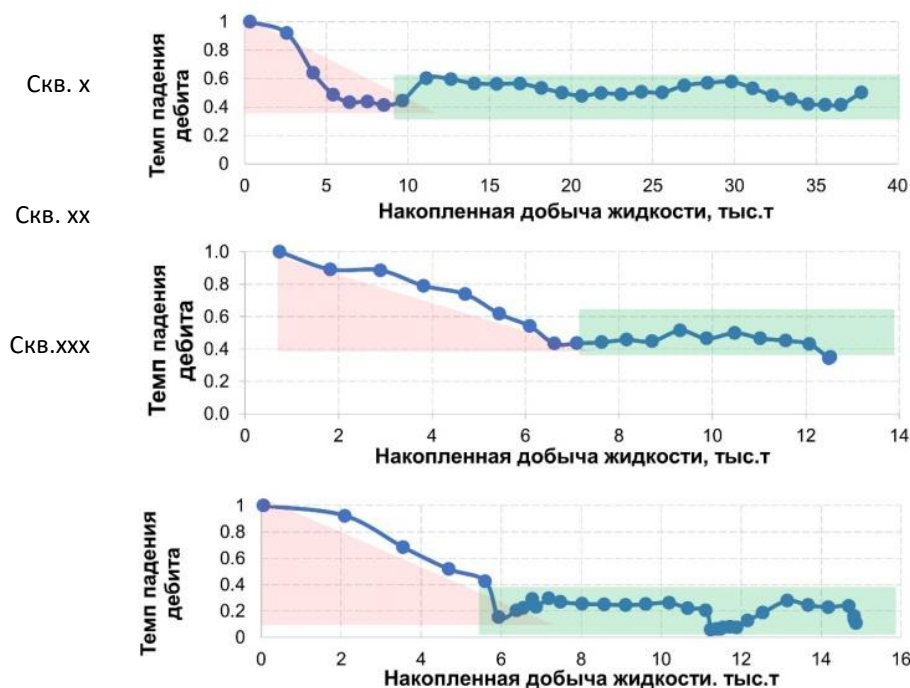 Скв. х
Темп падения
дебита
1
0.8
0.6
0.4
0.2
0
0 5 10 15 20 25 30 35 40
Накопленная добыча жидкости, тыс.т
Скв. хх
Темп падения
дебита
1.0
0.8
0.6
0.4
0.2
0.0
0 2 4 6 8 10 12 14
Накопленная добыча жидкости, тыс.т
Скв.ххх
Темп падения
дебита
1
0.8
0.6
0.4
0.2
0
0 2 4 6 8 10 12 14 16
Накопленная добыча жидкости. тыс.т